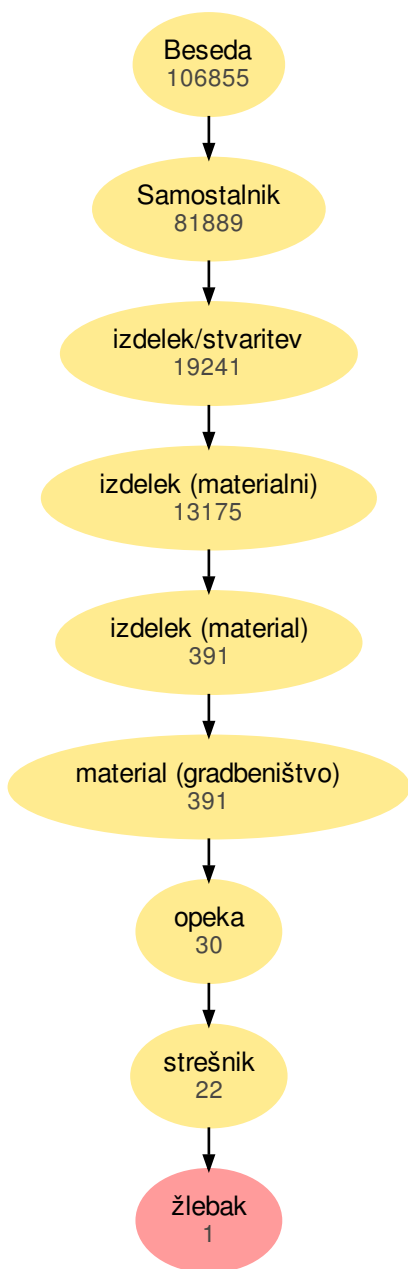 Beseda
106855
Samostalnik
81889
izdelek/stvaritev
19241
izdelek (materialni)
13175
izdelek (material)
391
material (gradbeništvo)
391
opeka
30
strešnik
22
žlebak
1